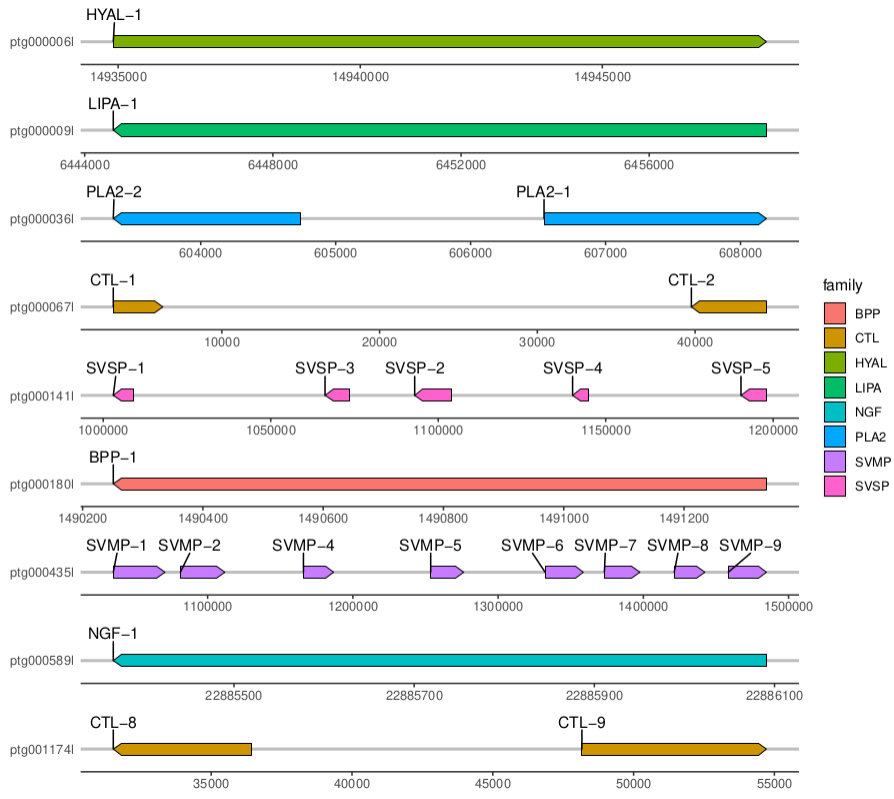 HYAL−1
ptg000006l
14935000 14940000 14945000
LIPA−1
ptg000009l
6444000 6448000 6452000 6456000
PLA2−2 PLA2−1
ptg000036l
604000 605000 606000 607000 608000
CTL−1 CTL−2
ptg000067l
10000 20000 30000 40000
SVSP−1 SVSP−3 SVSP−2 SVSP−4 SVSP−5
ptg000141l
1000000 1050000 1100000 1150000 1200000
BPP−1
ptg000180l
1490200 1490400 1490600 1490800 1491000 1491200
SVMP−1 SVMP−2 SVMP−4 SVMP−5 SVMP−6 SVMP−7 SVMP−8 SVMP−9
ptg000435l
1100000 1200000 1300000 1400000 1500000
NGF−1
ptg000589l
22885500 22885700 22885900 22886100
CTL−8 CTL−9
ptg001174l
35000 40000 45000 50000 55000
family
BPP
CTL
HYAL
LIPA
NGF
PLA2
SVMP
SVSP